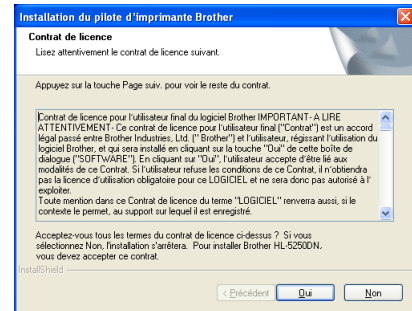 Installation du pilote d'imprimante Brother
Contrat de licence
Lisez attentivement le contrat de licence suivant.
Appuyez sur la touche Page suiv. pour voir le reste du contrat.
Contrat de licence pour l'utilisateur final du logiciel Brother IMPORTANT- A LIRE
ATTENTIVEMENT- Ce contrat de licence pour l'utilisateur final ("Contrat") est un accord
légal passé entre Brother Industries, Ltd. (" Brother") et l'utilisateur, régissant l'utilisation du
logiciel Brother, et qui sera installé en cliquant sur la touche "Oui" de cette boîte de
dialogue ("SOFTWARE"). En cliquant sur "Oui", l'utilisateur accepte d'être lié aux
modalités de ce Contrat. Si l'utilisateur refuse les conditions de ce Contrat, il n'obtiendra
pas la licence d'utilisation obligatoire pour ce LOGICIEL et ne sera donc pas autorisé à l'
exploiter.
Toute mention dans ce Contrat de licence du terme "LOGICIEL" renverra aussi, si le
contexte le permet, au support sur lequel il est enregistré.
Acceptez-vous tous les termes du contrat de licence ci-dessus ? Si vous
sélectionnez Non, l'installation s'arrêtera. Pour installer Brother HL-5250DN,
vous devez accepter ce contrat.
InstallShield
< Précédent
Oui
Non